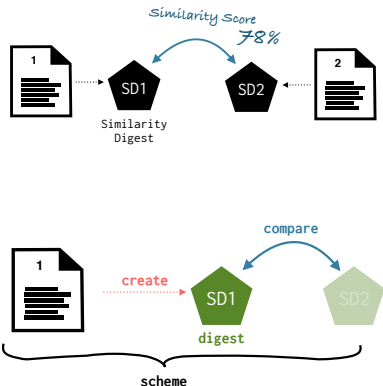 Similarity Score
78%
1
2
SD1
SD2
Similarity
Digest
compare
1
create
SD1
SD2
digest
scheme